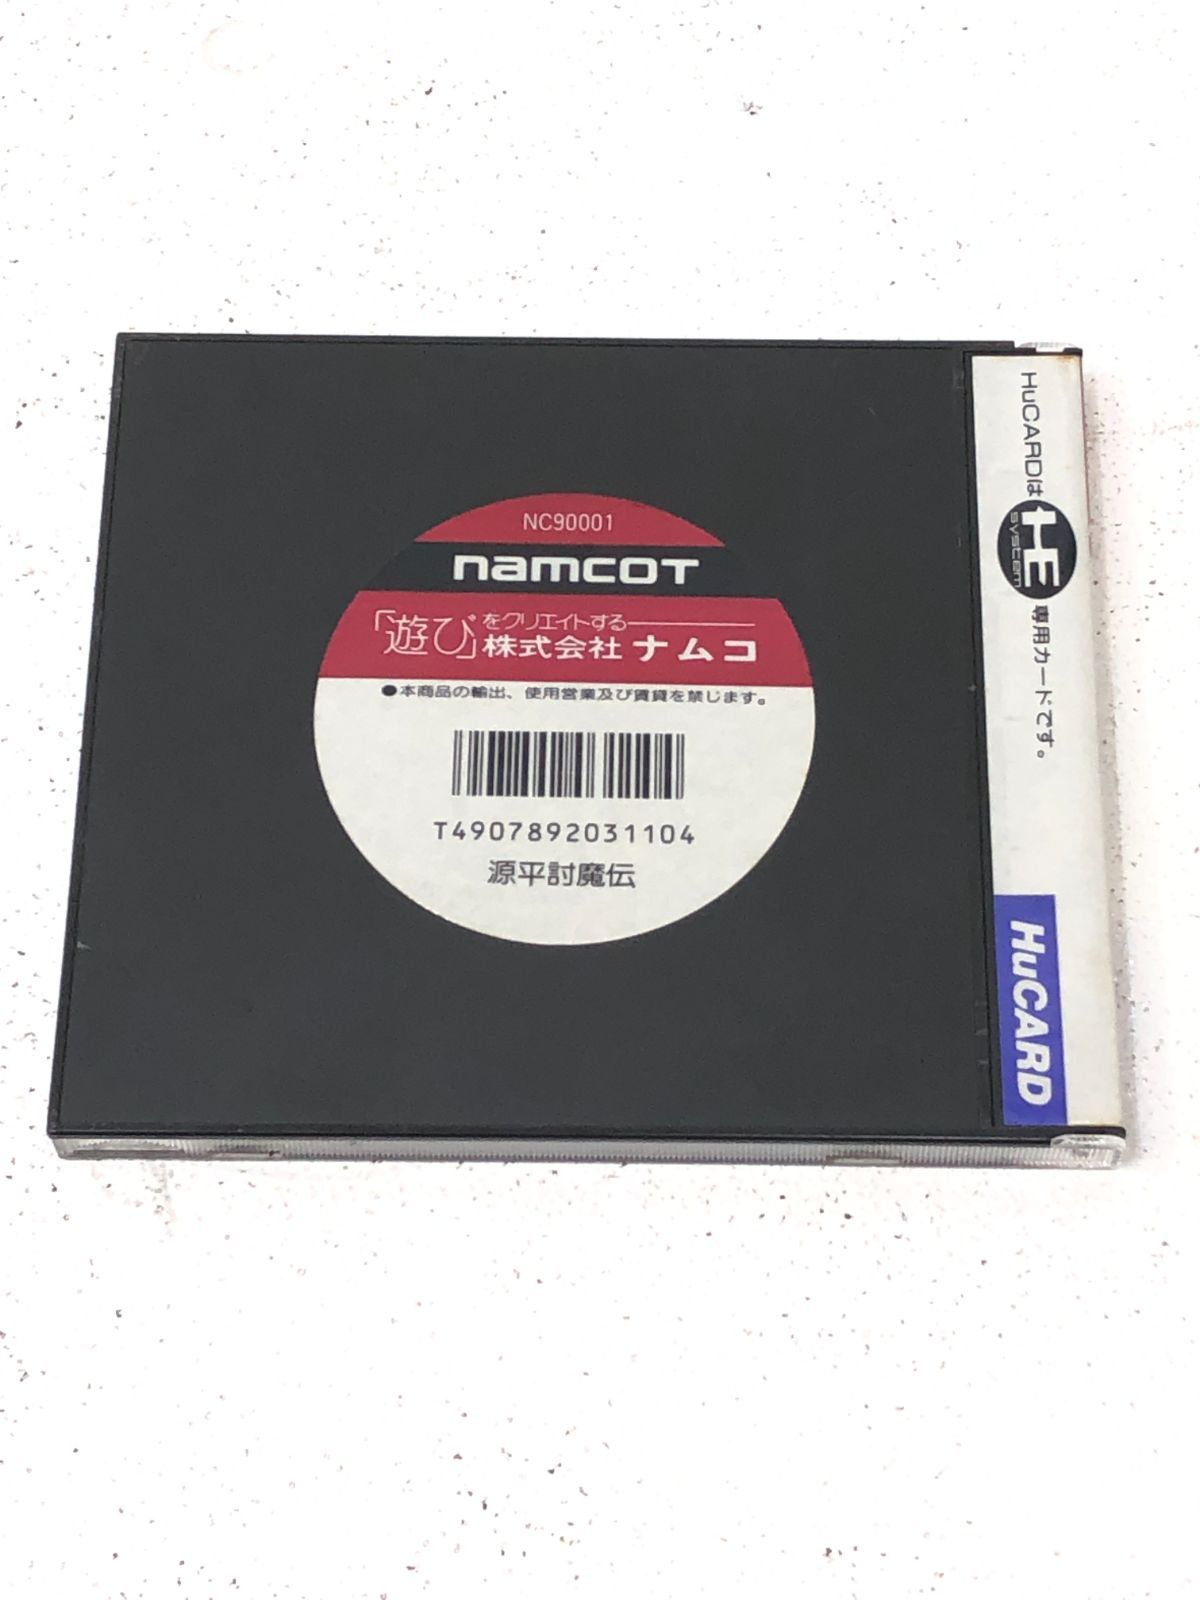 NC90001
namcot
「遊び」をクリエイトする
株式会社ナムコ
●本商品の輸出、使用営業及び賃貸を禁じます。
T4907892031104
源平討魔伝
HuCARDは HE system 専用カードです。
HuCARD